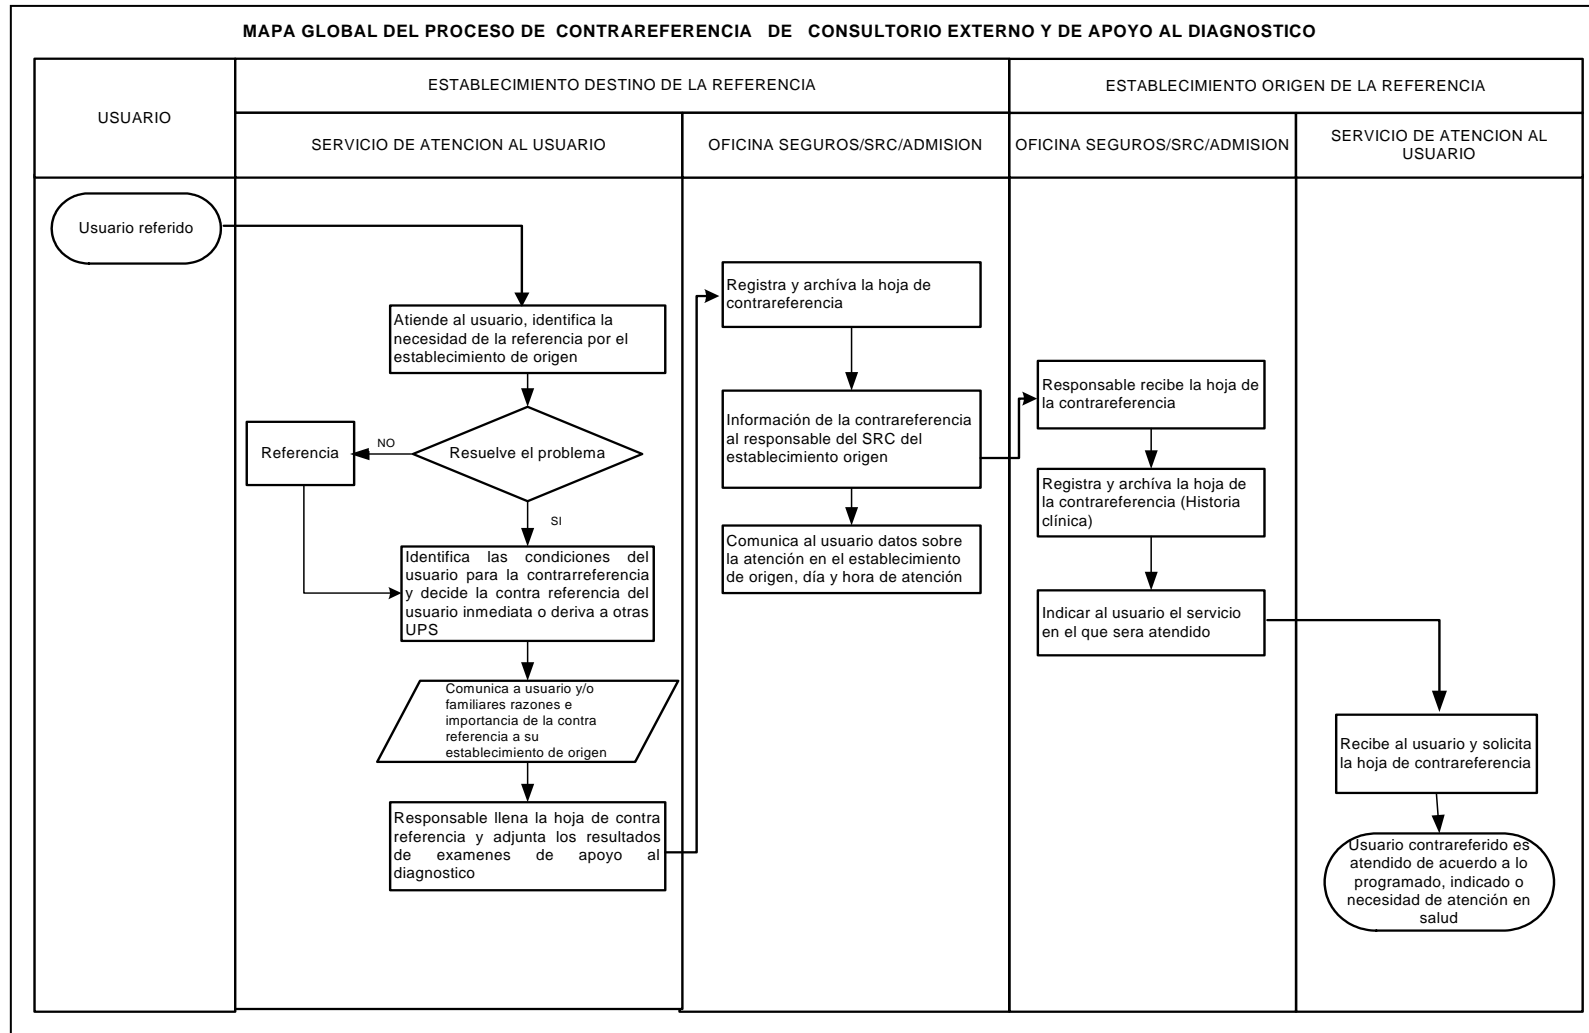 MAPA GLOBAL DEL PROCESO DE CONTRAREFERENCIA DE CONSULTORIO EXTERNO Y DE APOYO AL DIAGNOSTICO
USUARIO
ESTABLECIMIENTO DESTINO DE LA REFERENCIA
ESTABLECIMIENTO ORIGEN DE LA REFERENCIA
SERVICIO DE ATENCION AL USUARIO
OFICINA SEGUROS/SRC/ADMISION
OFICINA SEGUROS/SRC/ADMISION
SERVICIO DE ATENCION AL
USUARIO
Usuario referido
Atiende al usuario, identifica la
necesidad de la referencia por el
establecimiento de origen
Resuelve el problema
NO
Referencia
SI
Identifica las condiciones del
usuario para la contrarreferencia
y decide la contra referencia del
usuario inmediata o deriva a otras
UPS
Comunica a usuario y/o
familiares razones e
importancia de la contra
referencia a su
establecimiento de origen
Responsable llena la hoja de contra
referencia y adjunta los resultados
de examenes de apoyo al
diagnostico
Registra y archíva la hoja de
contrareferencia
Información de la contrareferencia
al responsable del SRC del
establecimiento origen
Comunica al usuario datos sobre
la atención en el establecimiento
de origen, día y hora de atención
Responsable recibe la hoja de
la contrareferencia
Registra y archíva la hoja de
la contrareferencia (Historia
clínica)
Indicar al usuario el servicio
en el que sera atendido
Recibe al usuario y solicita
la hoja de contrareferencia
Usuario contrareferido es
atendido de acuerdo a lo
programado, indicado o
necesidad de atención en
salud